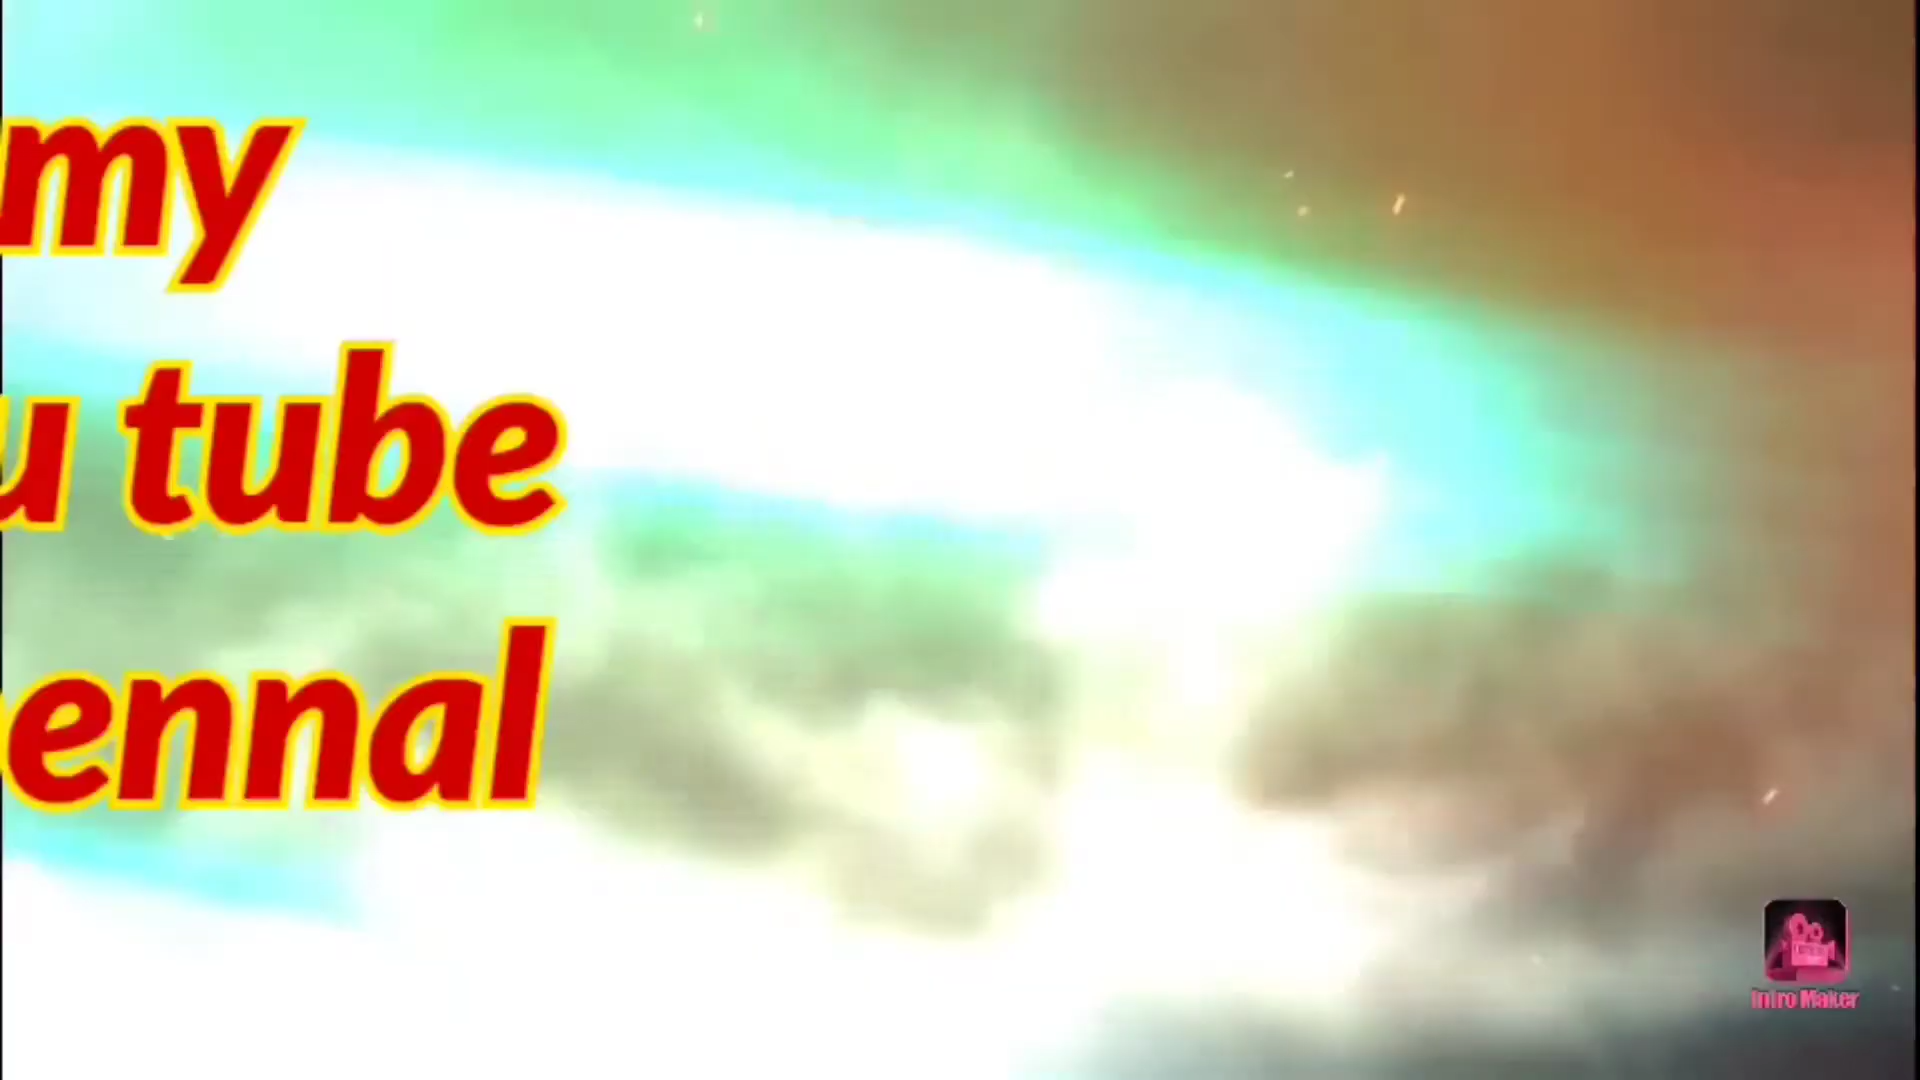 my
u tube
ennal
Intro Maker